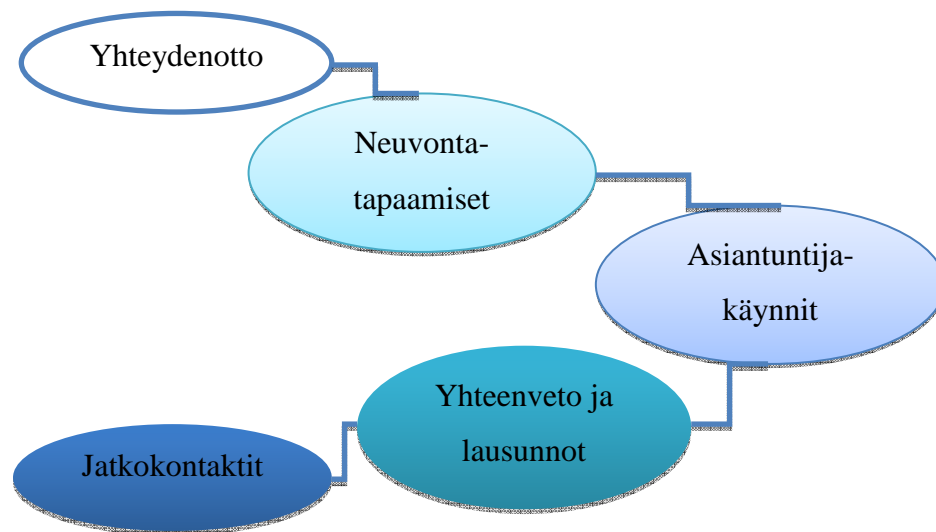 Yhteydenotto
Neuvonta-
tapaamiset
Asiantuntija-
käynnit
Yhteenveto ja
lausunnot
Jatkokontaktit